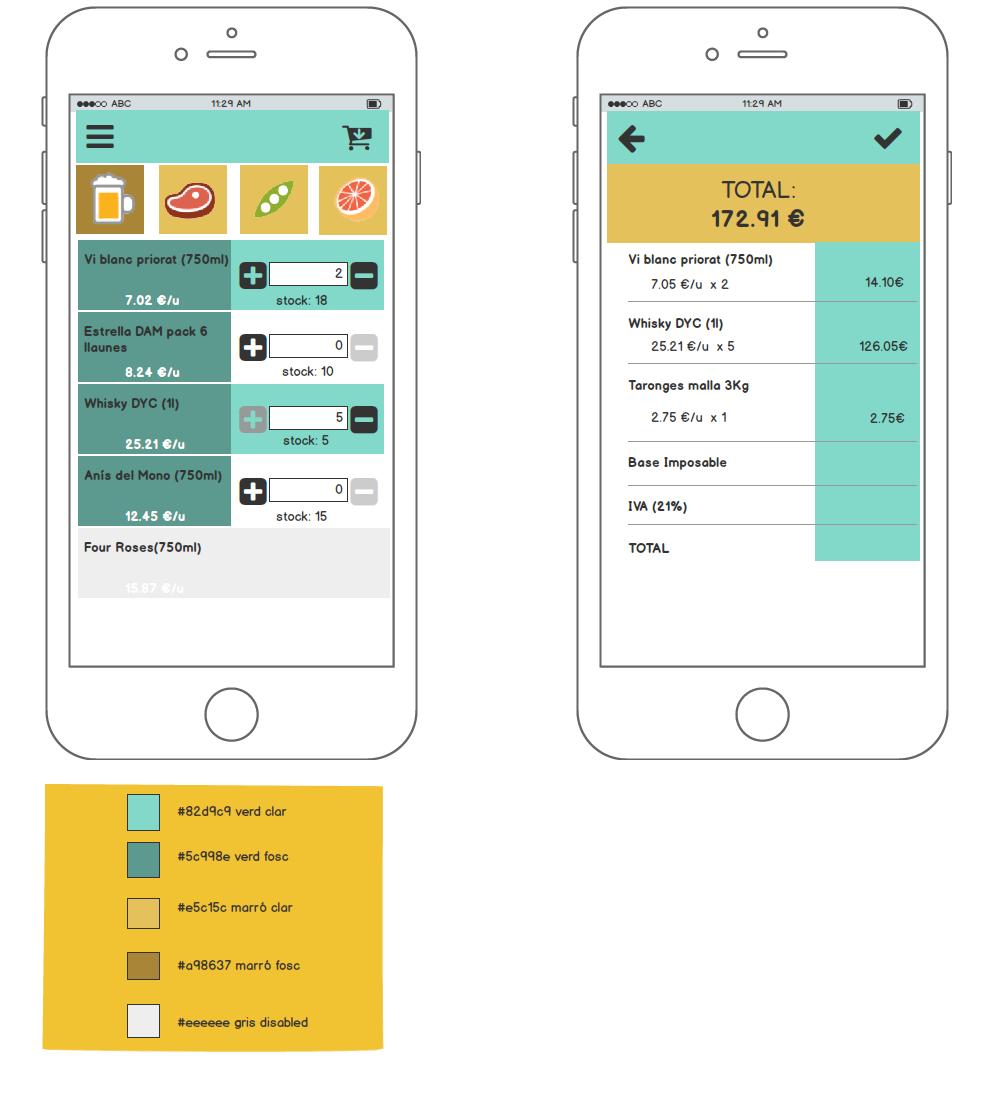 ABC 11:29 AM
Vi blanc priorat (750ml)
7.02 €/u
2
stock: 18
Estrella DAM pack 6
llaunes
8.24 €/u
0
stock: 10
Whisky DYC (1l)
25.21 €/u
5
stock: 5
Anís del Mono (750ml)
12.45 €/u
0
stock: 15
Four Roses(750ml)
15.87 €/u
ABC 11:29 AM
TOTAL:
172.91 €
Vi blanc priorat (750ml)
7.05 €/u x 2 14.10€
Whisky DYC (1l)
25.21 €/u x 5 126.05€
Taronges malla 3Kg
2.75 €/u x 1 2.75€
Base Imposable
IVA (21%)
TOTAL
#82d9c9 verd clar
#5c998e verd fosc
#e5c15c marró clar
#a98637 marró fosc
#eeeeee gris disabled